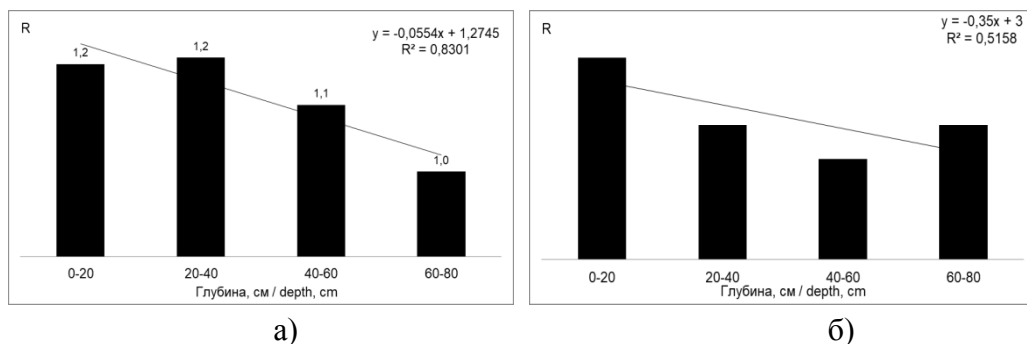 R
y = -0,0554x + 1,2745
R² = 0,8301
1,2
1,2
1,1
1,0
0-20
20-40
40-60
60-80
Глубина, см / depth, cm
а)
R
y = -0,35x + 3
R² = 0,5158
0-20
20-40
40-60
60-80
Глубина, см / depth, cm
б)